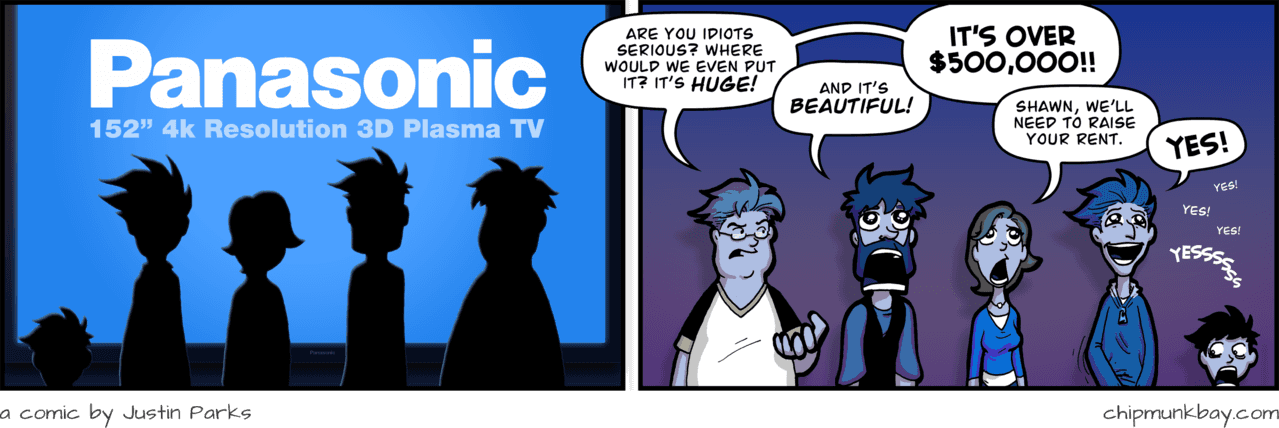 Panasonic
152” 4k Resolution 3D Plasma TV
Panasonic
ARE YOU IDIOTS
SERIOUS? WHERE
WOULD WE EVEN PUT
IT? IT'S HUGE!
AND IT'S
BEAUTIFUL!
IT'S OVER
$500,000!!
SHAWN, WE'LL
NEED TO RAISE
YOUR RENT.
YES!
YES!
YES!
YES!
YESSSSSS
a comic by Justin Parks
chipmunkbay.com